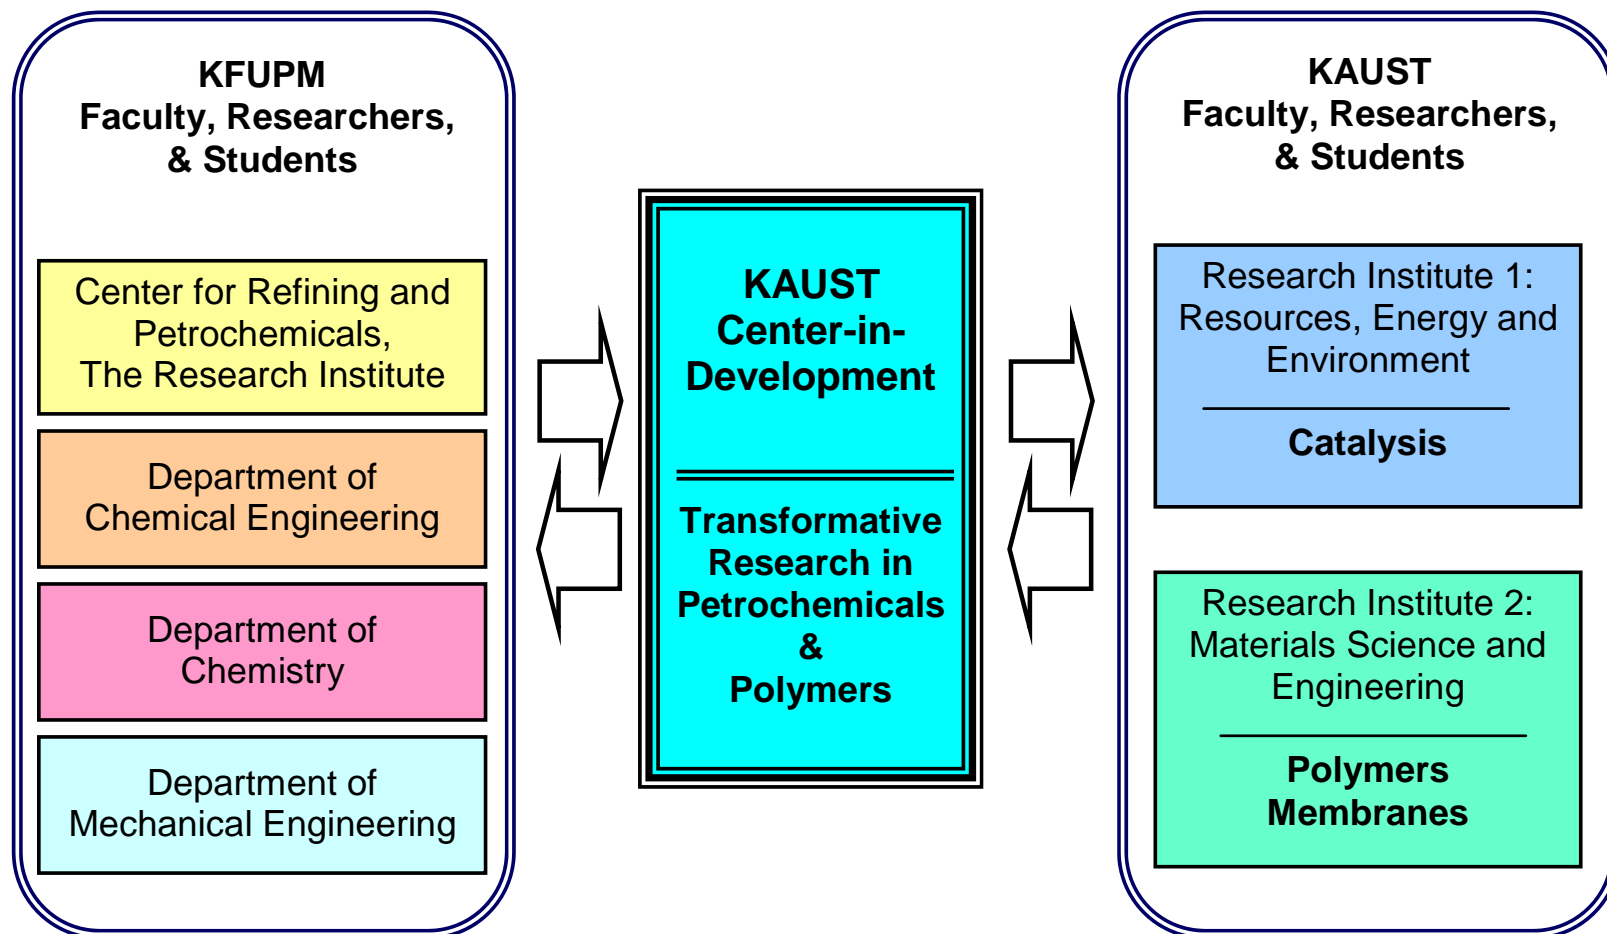 KFUPM
Faculty, Researchers,
& Students
Center for Refining and
Petrochemicals,
The Research Institute
Department of
Chemical Engineering
Department of
Chemistry
Department of
Mechanical Engineering
KAUST
Center-in-
Development
Transformative
Research in
Petrochemicals
&
Polymers
KAUST
Faculty, Researchers,
& Students
Research Institute 1:
Resources, Energy and
Environment
Catalysis
Research Institute 2:
Materials Science and
Engineering
Polymers
Membranes